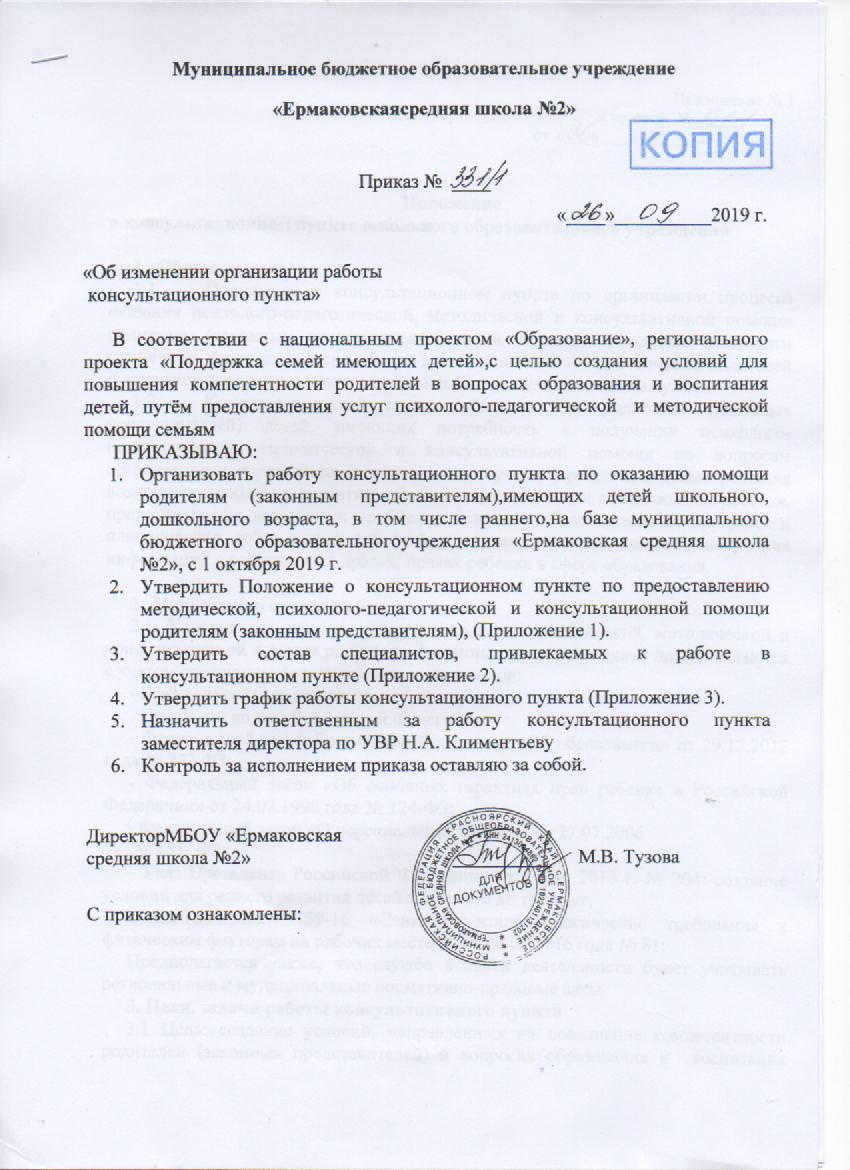 Муниципальное бюджетное образовательное учреждение
«Ермаковскаясредняя школа №2»
КОПИЯ
Приказ № 331/1
« 26 » 09 2019 г.
«Об изменении организации работы
консультационного пункта»
В соответствии с национальным проектом «Образование», регионального
проекта «Поддержка семей имеющих детей»,с целью создания условий для
повышения компетентности родителей в вопросах образования и воспитания
детей, путём предоставления услуг психолого-педагогической и методической
помощи семьям
ПРИКАЗЫВАЮ:
1. Организовать работу консультационного пункта по оказанию помощи
родителям (законным представителям),имеющих детей школьного,
дошкольного возраста, в том числе раннего,на базе муниципального
бюджетного образовательногоучреждения «Ермаковская средняя школа
№2», с 1 октября 2019 г.
2. Утвердить Положение о консультационном пункте по предоставлению
методической, психолого-педагогической и консультационной помощи
родителям (законным представителям), (Приложение 1).
3. Утвердить состав специалистов, привлекаемых к работе в
консультационном пункте (Приложение 2).
4. Утвердить график работы консультационного пункта (Приложение 3).
5. Назначить ответственным за работу консультационного пункта
заместителя директора по УВР Н.А. Климентьеву
6. Контроль за исполнением приказа оставляю за собой.
ДиректорМБОУ «Ермаковская
средняя школа №2» М.В. Тузова
ДЛЯ
ДОКУМЕНТОВ
С приказом ознакомлены: